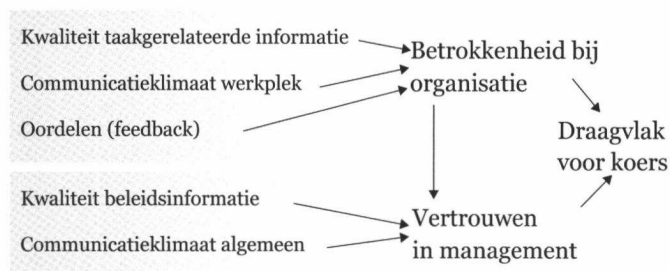 Kwaliteit taakgerelateerde informatie
Communicatieklimaat werkplek
Oordelen (feedback)
Betrokkenheid bij
organisatie
Draagvlak
voor koers
Kwaliteit beleidsinformatie
Communicatieklimaat algemeen
Vertrouwen
in management